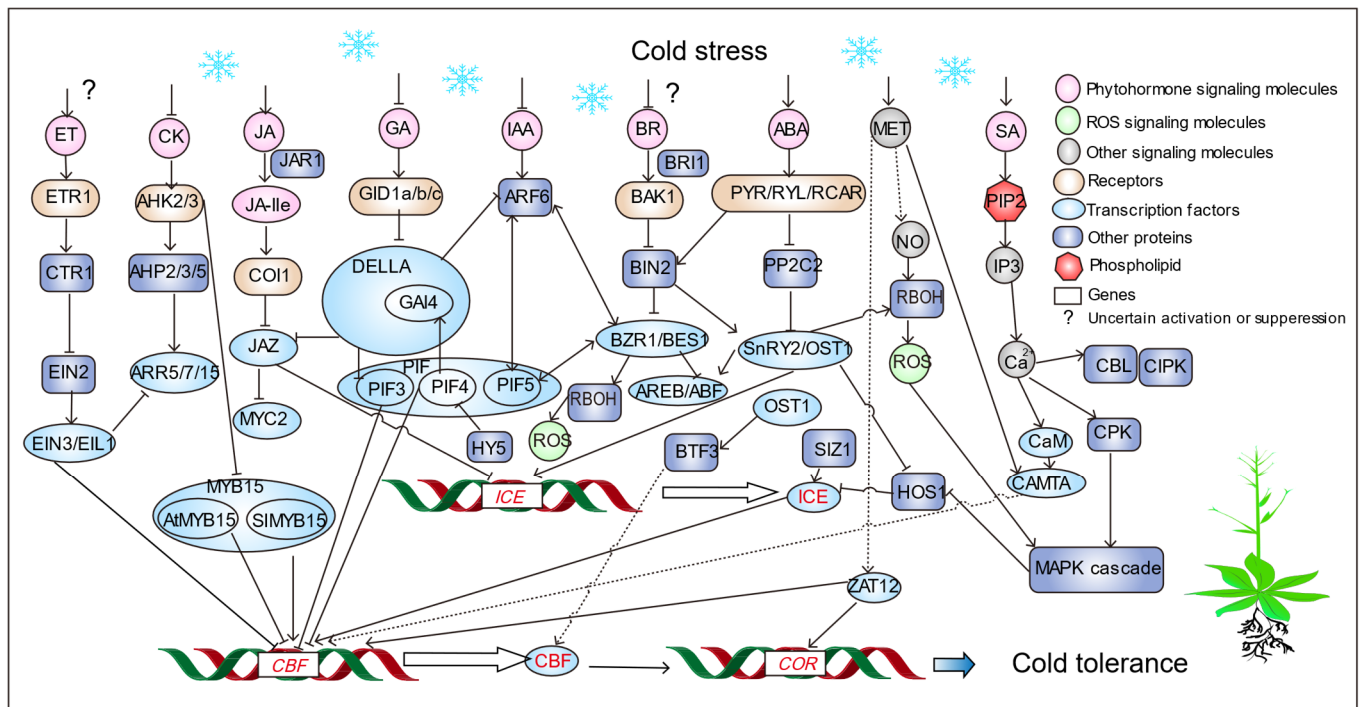 Cold stress
?
?
ET
CK
JA
GA
IAA
BR
ABA
MET
SA
JAR1
BRI1
ETR1
AHK2/3
JA-Ile
GID1a/b/c
ARF6
BAK1
PYR/RYL/RCAR
PIP2
NO
CTR1
AHP2/3/5
COI1
DELLA
GAI4
BIN2
PP2C2
IP3
RBOH
JAZ
BZR1/BES1
SnRY2/OST1
ROS
Ca2+
CBL
CIPK
EIN2
ARR5/7/15
PIF
PIF3
PIF4
PIF5
RBOH
AREB/ABF
OST1
MYC2
EIN3/EIL1
HY5
ROS
BTF3
SIZ1
CaM
CPK
MYB15
AtMYB15
SlMYB15
ICE
ICE
HOS1
CAMTA
MAPK cascade
ZAT12
CBF
CBF
COR
Cold tolerance
Phytohormone signaling molecules
ROS signaling molecules
Other signaling molecules
Receptors
Transcription factors
Other proteins
Phospholipid
Genes
? Uncertain activation or supperession